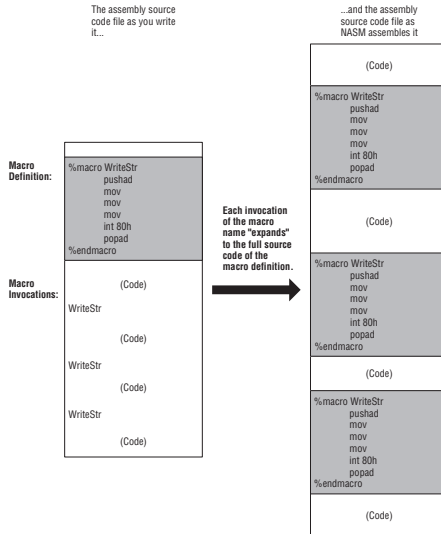 The assembly source
code file as you write
it...
Macro
Definition:
%macro WriteStr
pushad
mov
mov
mov
int 80h
popad
%endmacro
Macro
Invocations:
(Code)
WriteStr
(Code)
WriteStr
(Code)
WriteStr
(Code)
Each invocation
of the macro
name "expands"
to the full source
code of the
macro definition.
...and the assembly
source code file as
NASM assembles it
(Code)
%macro WriteStr
pushad
mov
mov
mov
int 80h
popad
%endmacro
(Code)
%macro WriteStr
pushad
mov
mov
mov
int 80h
popad
%endmacro
(Code)
%macro WriteStr
pushad
mov
mov
mov
int 80h
popad
%endmacro
(Code)